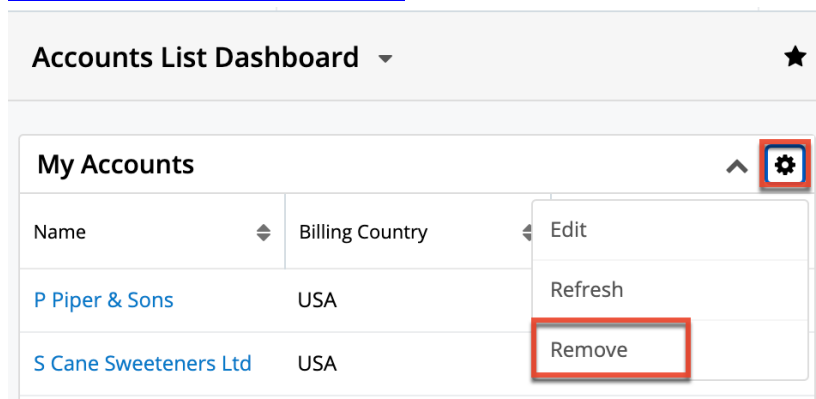 Accounts List Dashboard
My Accounts
Name
Billing Country
Edit
P Piper & Sons
USA
Refresh
S Cane Sweeteners Ltd
USA
Remove